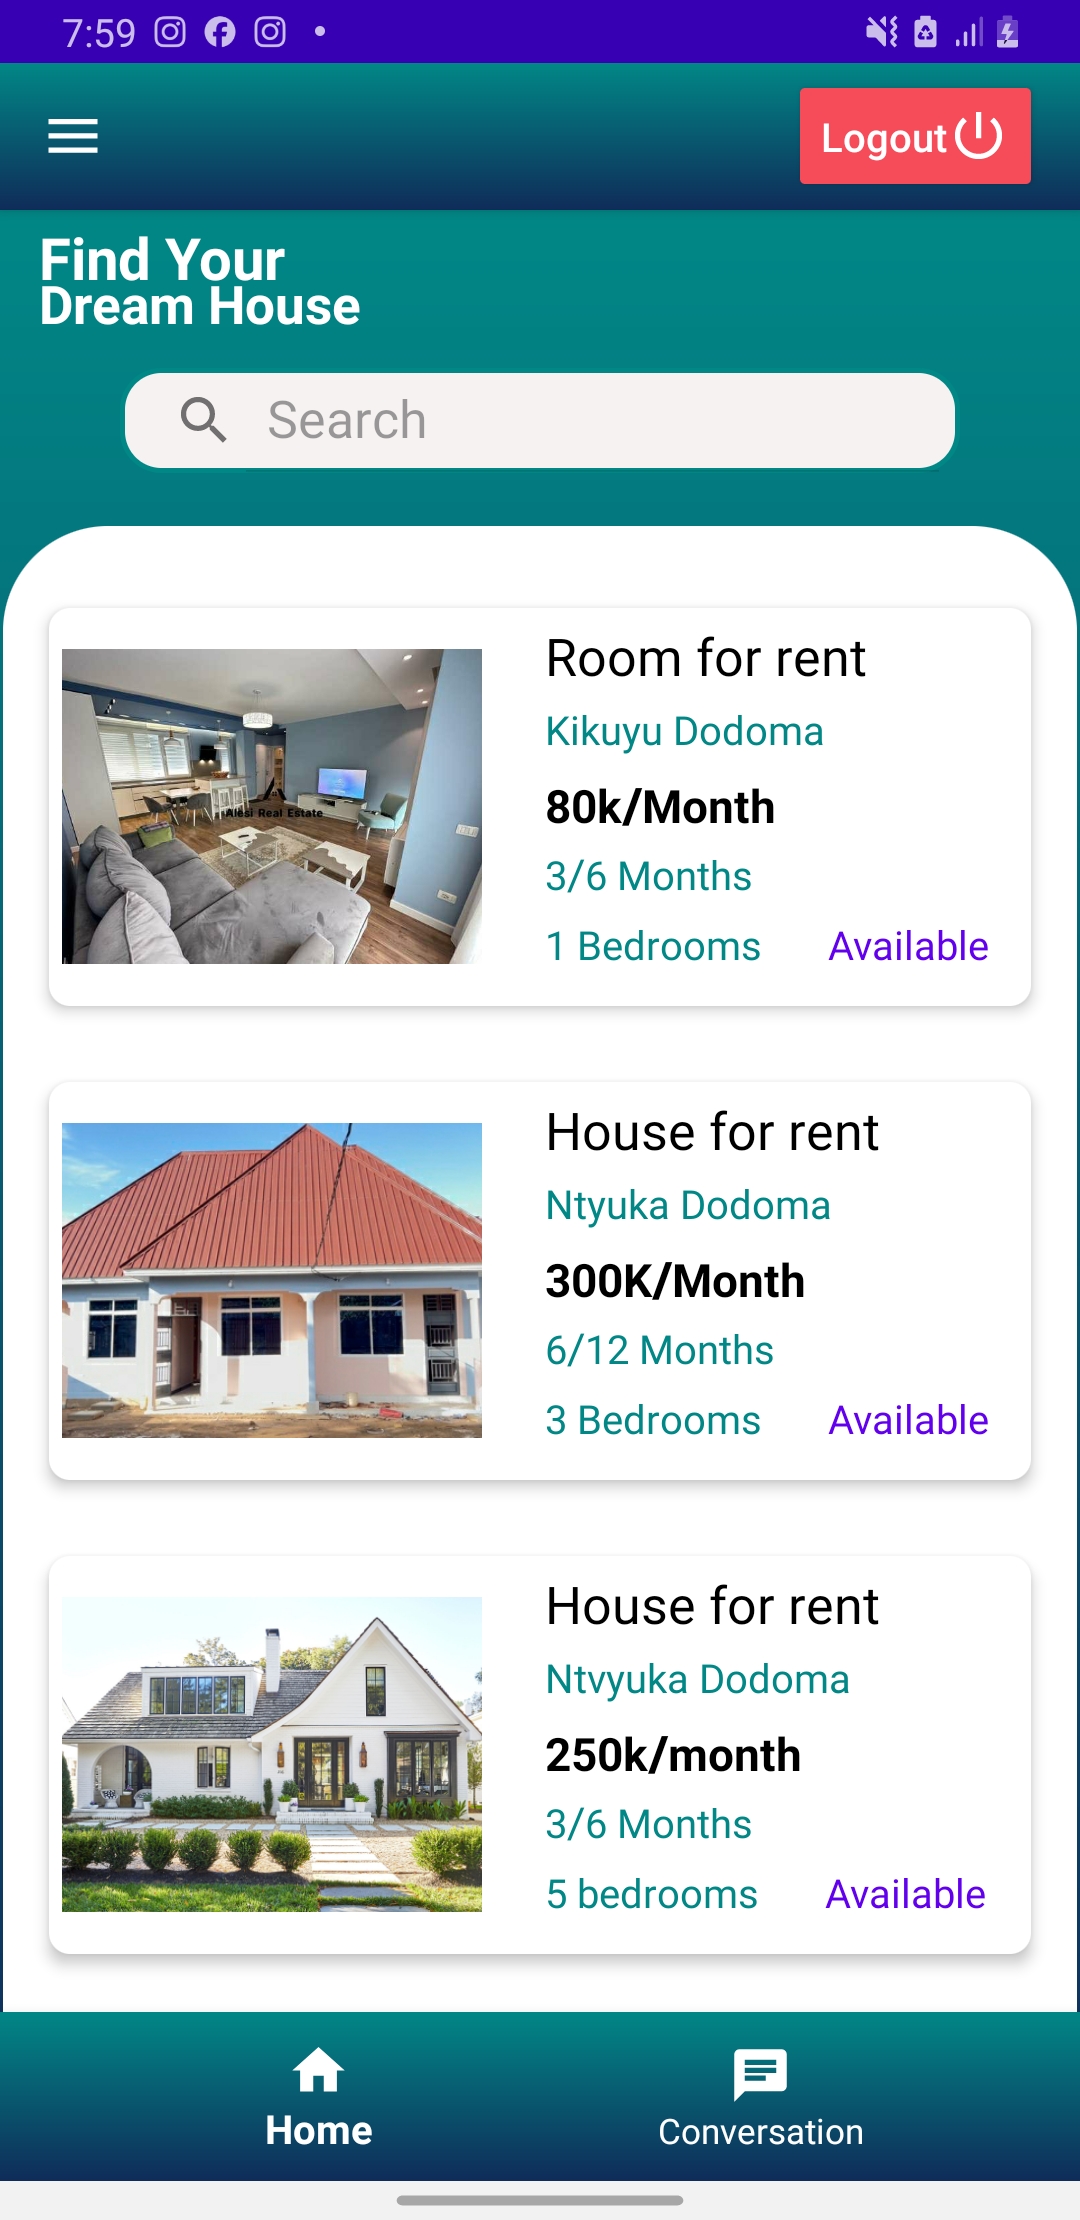 7:59
Logout
Find Your
Dream House
Search
Room for rent
Kikuyu Dodoma
80k/Month
3/6 Months
1 Bedrooms Available
Alesi Real Estate
House for rent
Ntyuka Dodoma
300K/Month
6/12 Months
3 Bedrooms Available
House for rent
Ntvyuka Dodoma
250k/month
3/6 Months
5 bedrooms Available
Home
Conversation